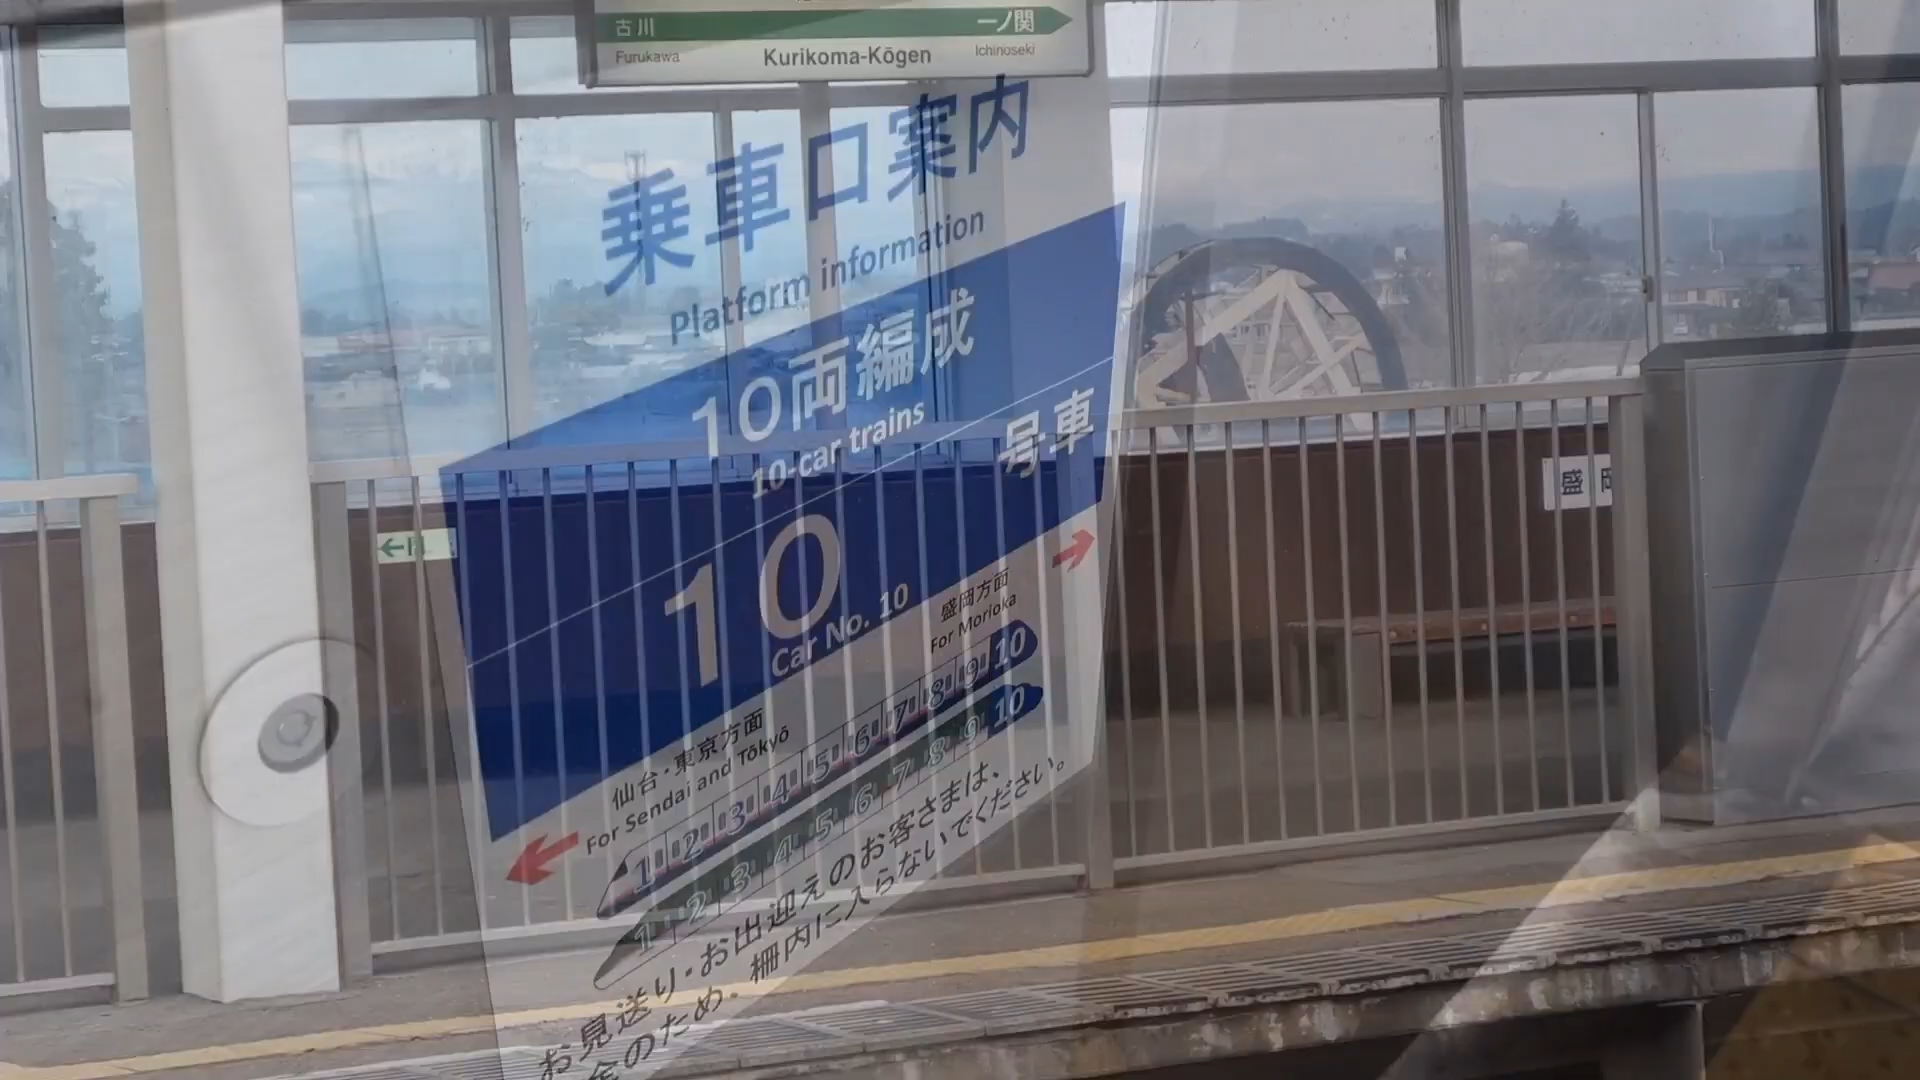 古川 一ノ関
Furukawa Kurikoma-Kōgen Ichinoseki
乗車口案内
Platform information
10両編成
10-car trains
10 号車
Car No. 10
盛岡方面
For Morioka
仙台・東京方面
For Sendai and Tōkyō
1 2 3 4 5 6 7 8 9 10
1 2 3 4 5 6 7 8 9 10
お見送り・お出迎えのお客さまは、
全のため、柵内に入らないでください。
盛岡